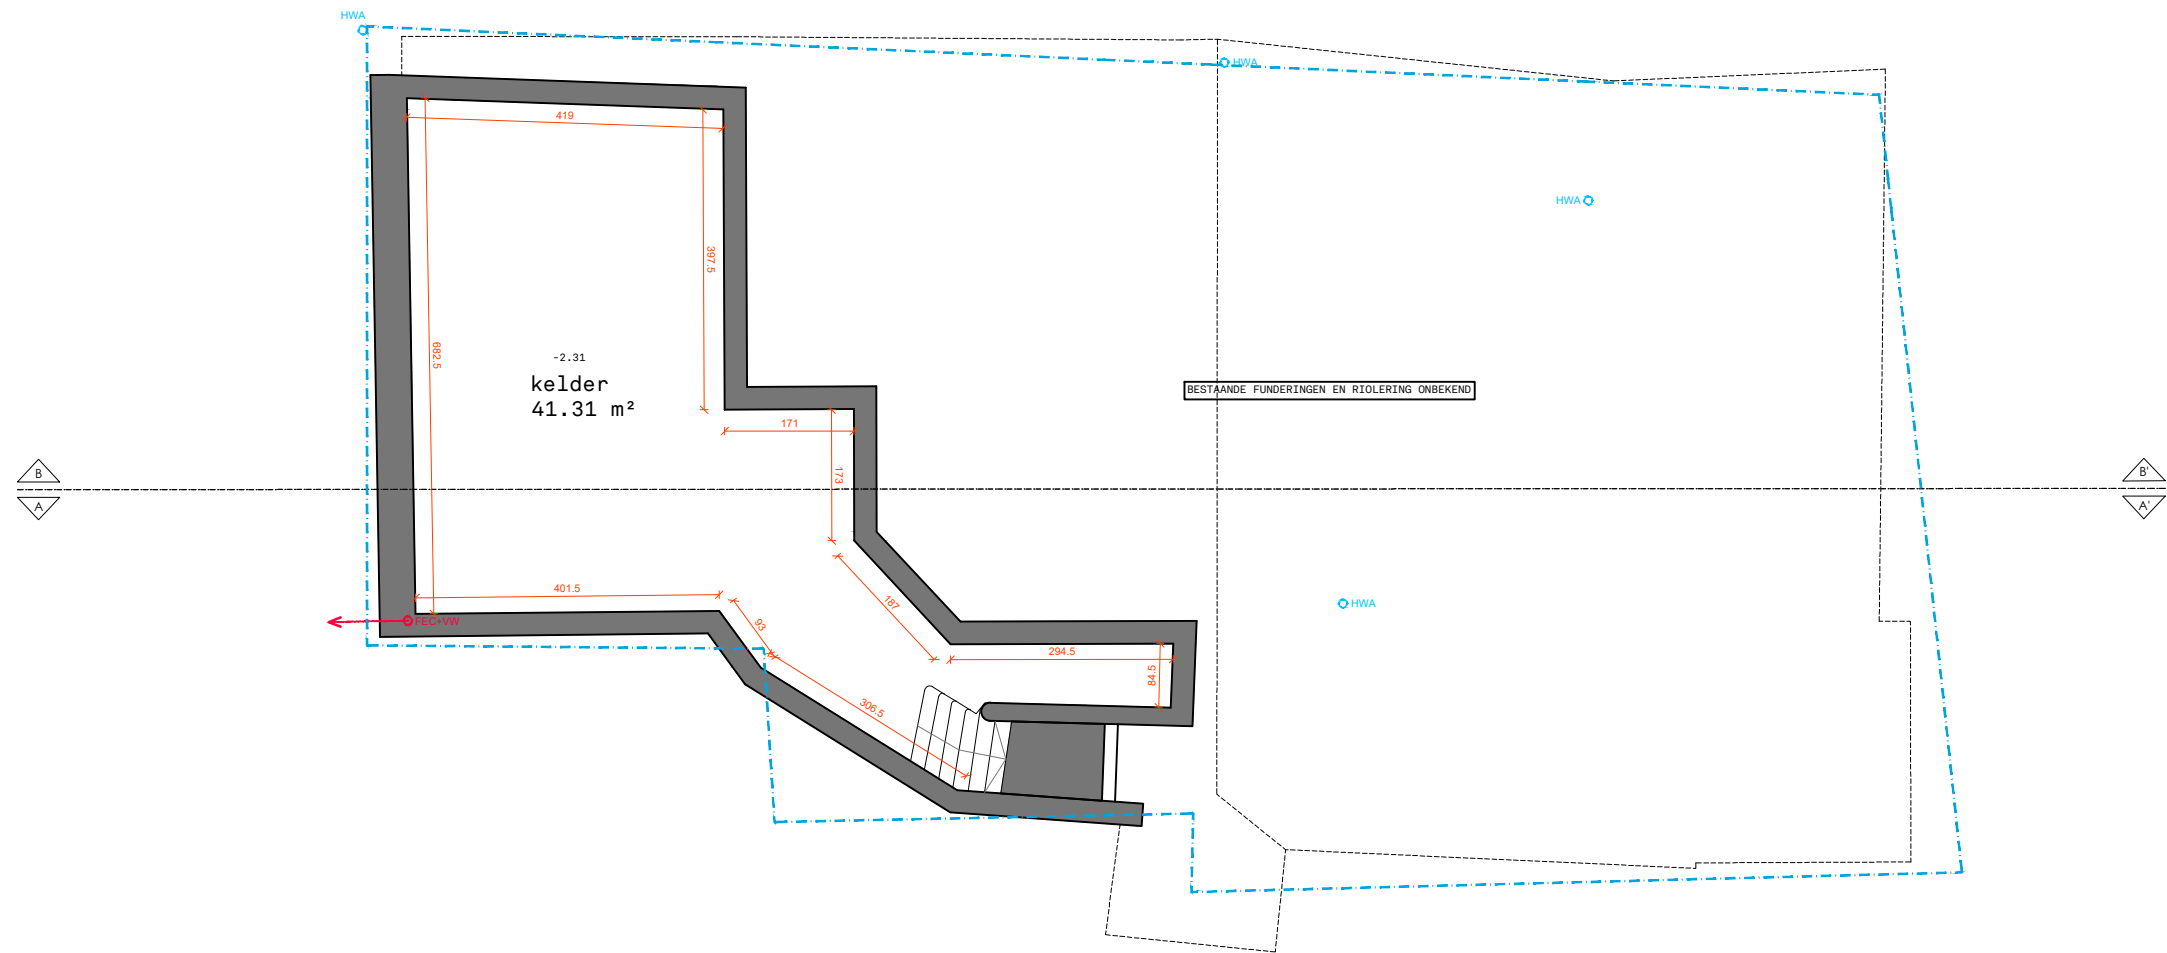 HWA
HWA
419
HWA
397.5
682.5
-2.31
kelder
41.31 m²
BESTAANDE FUNDERINGEN EN RIOLERING ONBEKEND
171
173
B
A
B'
A'
401.5
187
HWA
93
FEC+VW
294.5
84.5
306.5